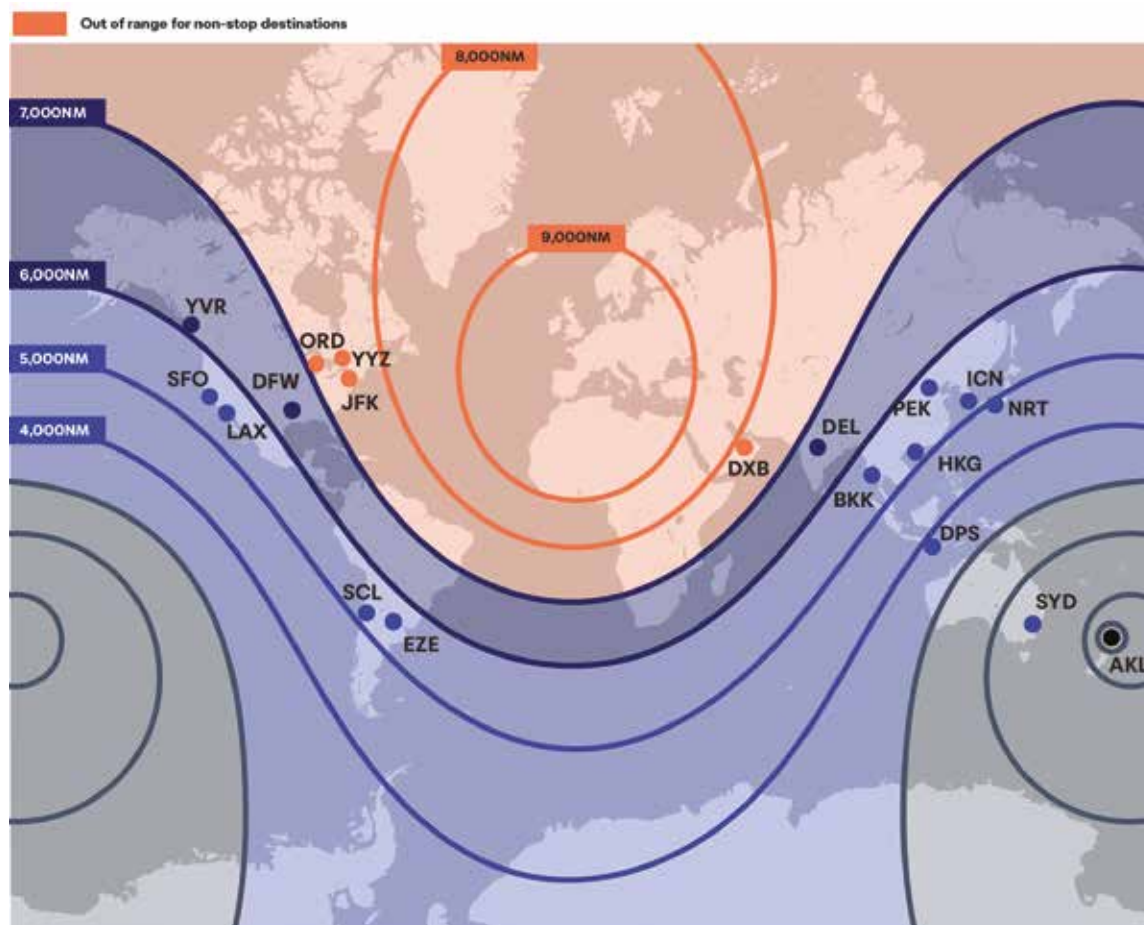 Out of range for non-stop destinations
8,000NM
7,000NM
9,000NM
6,000NM
YVR
ORD
YYZ
5,000NM
SFO
DFW
JFK
ICN
PEK
NRT
LAX
4,000NM
DEL
DXB
HKG
BKK
DPS
SCL
SYD
EZE
AKL